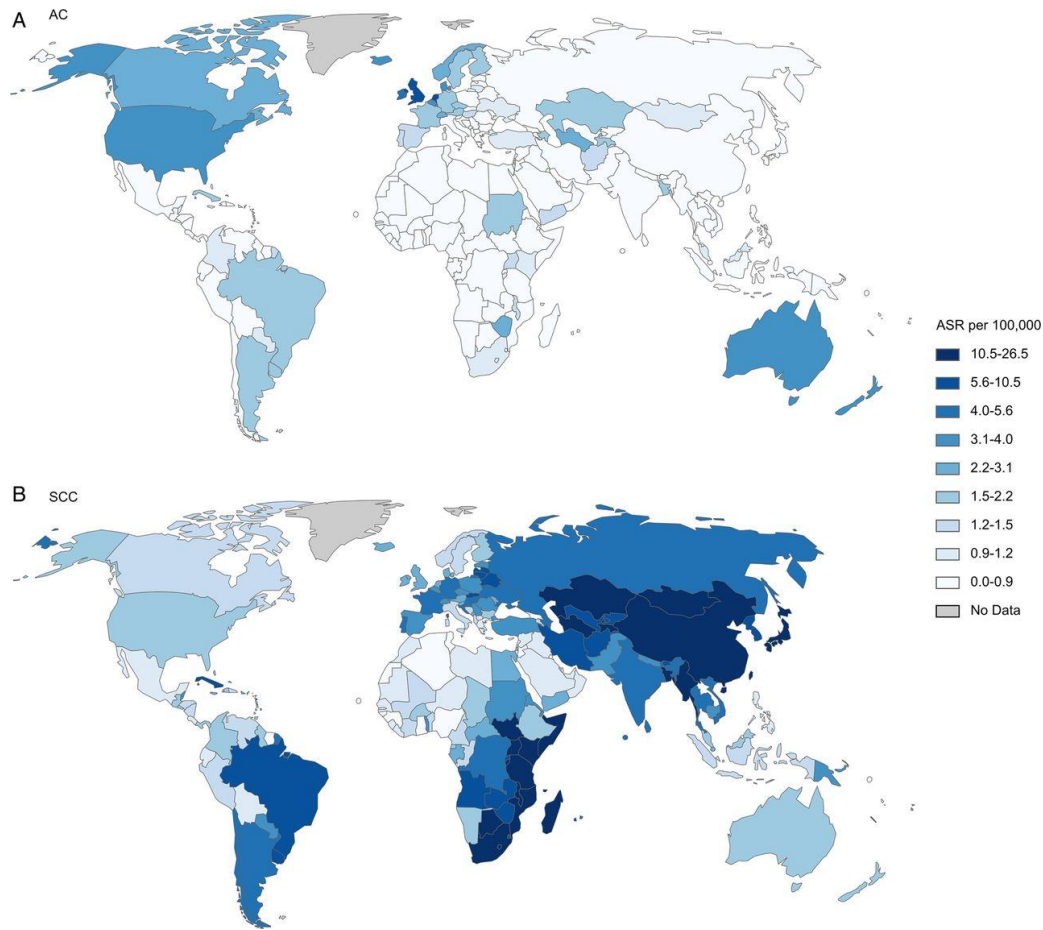 A
AC
ASR per 100,000
10.5-26.5
5.6-10.5
4.0-5.6
3.1-4.0
2.2-3.1
1.5-2.2
1.2-1.5
0.9-1.2
0.0-0.9
No Data
B
SCC